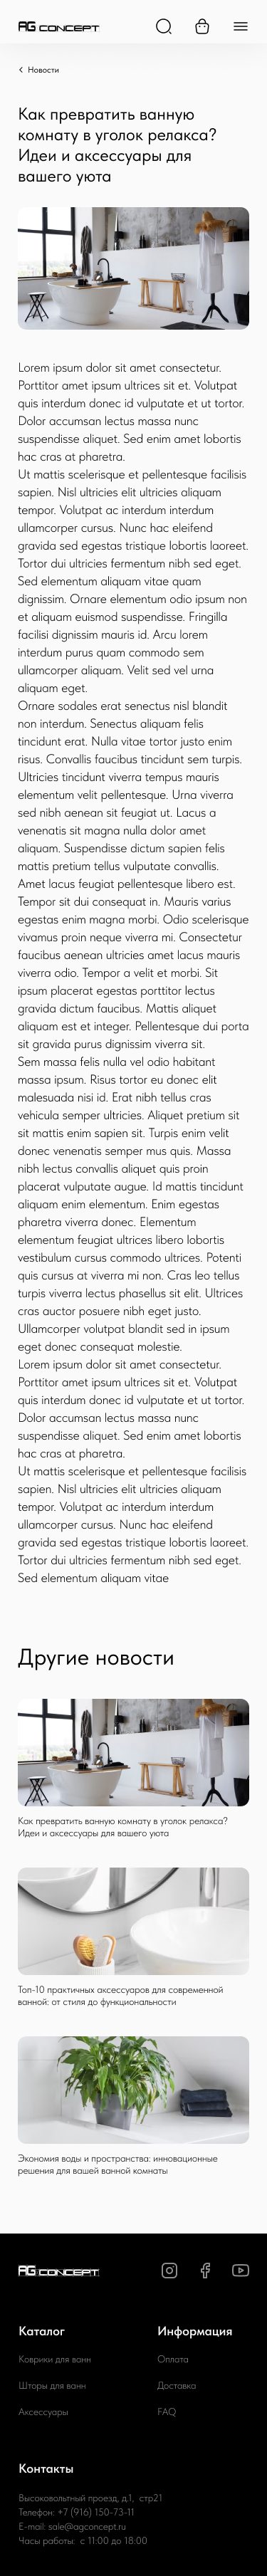 AG CONCEPT
Новости
Как превратить ванную
комнату в уголок релакса?
Идеи и аксессуары для
вашего уюта
Lorem ipsum dolor sit amet consectetur.
Porttitor amet ipsum ultrices sit et. Volutpat
quis interdum donec id vulputate et ut tortor.
Dolor accumsan lectus massa nunc
suspendisse aliquet. Sed enim amet lobortis
hac cras at pharetra.
Ut mattis scelerisque et pellentesque facilisis
sapien. Nisl ultricies elit ultricies aliquam
tempor. Volutpat ac interdum interdum
ullamcorper cursus. Nunc hac eleifend
gravida sed egestas tristique lobortis laoreet.
Tortor dui ultricies fermentum nibh sed eget.
Sed elementum aliquam vitae quam
dignissim. Ornare elementum odio ipsum non
et aliquam euismod suspendisse. Fringilla
facilisi dignissim mauris id. Arcu lorem
interdum purus quam commodo sem
ullamcorper aliquam. Velit sed vel urna
aliquam eget.
Ornare sodales erat senectus nisl blandit
non interdum. Senectus aliquam felis
tincidunt erat. Nulla vitae tortor justo enim
risus. Convallis faucibus tincidunt sem turpis.
Ultricies tincidunt viverra tempus mauris
elementum velit pellentesque. Urna viverra
sed nibh aenean sit feugiat ut. Lacus a
venenatis sit magna nulla dolor amet
aliquam. Suspendisse dictum sapien felis
mattis pretium tellus vulputate convallis.
Amet lacus feugiat pellentesque libero est.
Tempor sit dui consequat in. Mauris varius
egestas enim magna morbi. Odio scelerisque
vivamus proin neque viverra mi. Consectetur
faucibus aenean ultricies amet lacus mauris
viverra odio. Tempor a velit et morbi. Sit
ipsum placerat egestas porttitor lectus
gravida dictum faucibus. Mattis aliquet
aliquam est et integer. Pellentesque dui porta
sit gravida purus dignissim viverra sit.
Sem massa felis nulla vel odio habitant
massa ipsum. Risus tortor eu donec elit
malesuada nisi id. Erat nibh tellus cras
vehicula semper ultricies. Aliquet pretium sit
sit mattis enim sapien sit. Turpis enim velit
donec venenatis semper mus quis. Massa
nibh lectus convallis aliquet quis proin
placerat vulputate augue. Id mattis tincidunt
aliquam enim elementum. Enim egestas
pharetra viverra donec. Elementum
elementum feugiat ultrices libero lobortis
vestibulum cursus commodo ultrices. Potenti
quis cursus at viverra mi non. Cras leo tellus
turpis viverra lectus phasellus sit elit. Ultrices
cras auctor posuere nibh eget justo.
Ullamcorper volutpat blandit sed in ipsum
eget donec consequat molestie.
Lorem ipsum dolor sit amet consectetur.
Porttitor amet ipsum ultrices sit et. Volutpat
quis interdum donec id vulputate et ut tortor.
Dolor accumsan lectus massa nunc
suspendisse aliquet. Sed enim amet lobortis
hac cras at pharetra.
Ut mattis scelerisque et pellentesque facilisis
sapien. Nisl ultricies elit ultricies aliquam
tempor. Volutpat ac interdum interdum
ullamcorper cursus. Nunc hac eleifend
gravida sed egestas tristique lobortis laoreet.
Tortor dui ultricies fermentum nibh sed eget.
Sed elementum aliquam vitae
Другие новости
Как превратить ванную комнату в уголок релакса?
Идеи и аксессуары для вашего уюта
Топ-10 практичных аксессуаров для современной
ванной: от стиля до функциональности
Экономия воды и пространства: инновационные
решения для вашей ванной комнаты
AG CONCEPT
Каталог
Коврики для ванн
Шторы для ванн
Аксессуары
Информация
Оплата
Доставка
FAQ
Контакты
Высоковольтный проезд, д.1, стр21
Телефон: +7 (916) 150-73-11
E-mail: sale@agconcept.ru
Часы работы: с 11:00 до 18:00